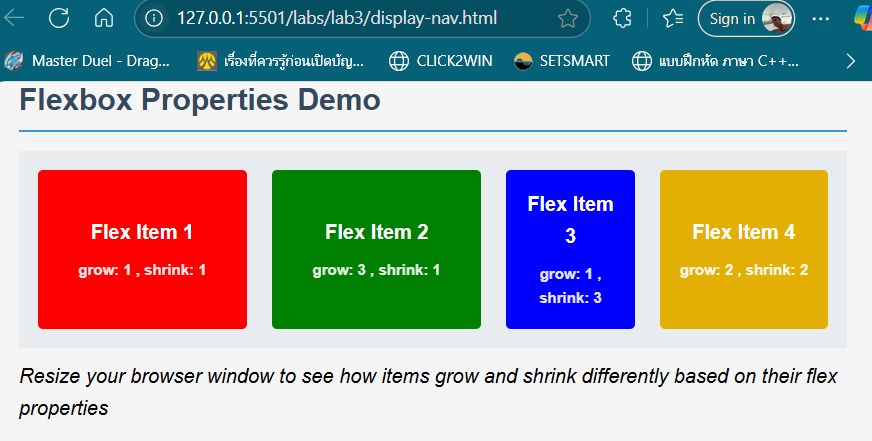 127.0.0.1:5501/labs/lab3/display-nav.html
Sign in
Master Duel - Drag...
เรื่องที่ควรรู้ก่อนเปิดบัญ...
CLICK2WIN
SETSMART
แบบฝึกหัด ภาษา C++...
Flexbox Properties Demo
Flex Item 1
grow: 1 , shrink: 1
Flex Item 2
grow: 3 , shrink: 1
Flex Item
3
grow: 1 ,
shrink: 3
Flex Item 4
grow: 2 , shrink: 2
Resize your browser window to see how items grow and shrink differently based on their flex
properties